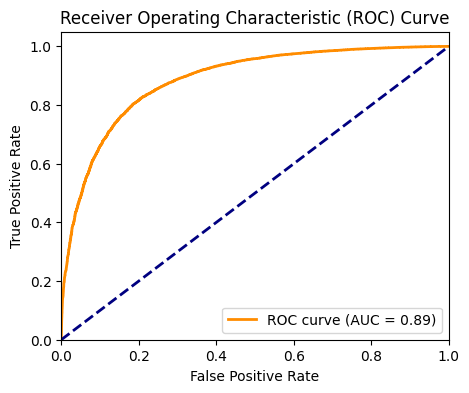 Receiver Operating Characteristic (ROC) Curve
1.0
0.8
0.6
0.4
0.2
0.0
True Positive Rate
ROC curve (AUC = 0.89)
0.0 0.2 0.4 0.6 0.8 1.0
False Positive Rate